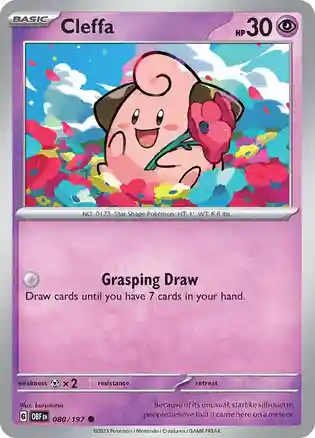 BASIC
Cleffa
HP 30
NO. 0173 Star Shape Pokémon HT: 1' WT: 6.6 lbs.
Grasping Draw
Draw cards until you have 7 cards in your hand.
weakness ×2 resistance retreat
Illus. kurumitsu
G OBF EN 080/197
Because of its unusual, starlike silhouette,
people believe that it came here on a meteor.
©2023 Pokémon / Nintendo / Creatures / GAME FREAK